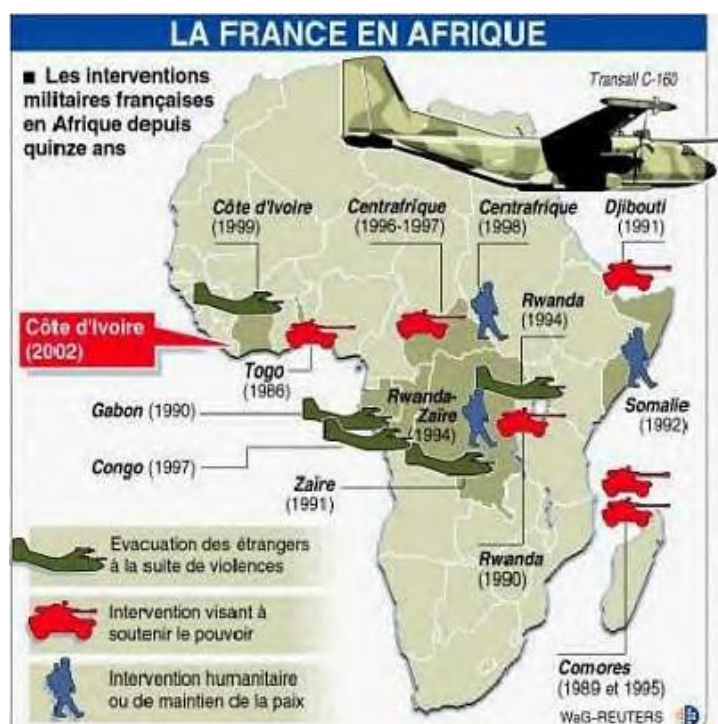 LA FRANCE EN AFRIQUE
■ Les interventions
militaires françaises
en Afrique depuis
quinze ans
Transall C-160
Côte d'Ivoire
(1999)
Centrafrique
(1996-1997)
Centrafrique
(1998)
Djibouti
(1991)
Rwanda
(1994)
Côte d'Ivoire
(2002)
Togo
(1986)
Rwanda-
Zaïre
(1994)
Somalie
(1992)
Gabon (1990)
Congo (1997)
Zaïre
(1991)
Rwanda
(1990)
Evacuation des étrangers
à la suite de violences
Intervention visant à
soutenir le pouvoir
Intervention humanitaire
ou de maintien de la paix
Comores
(1989 et 1995)
WaG-REUTERS